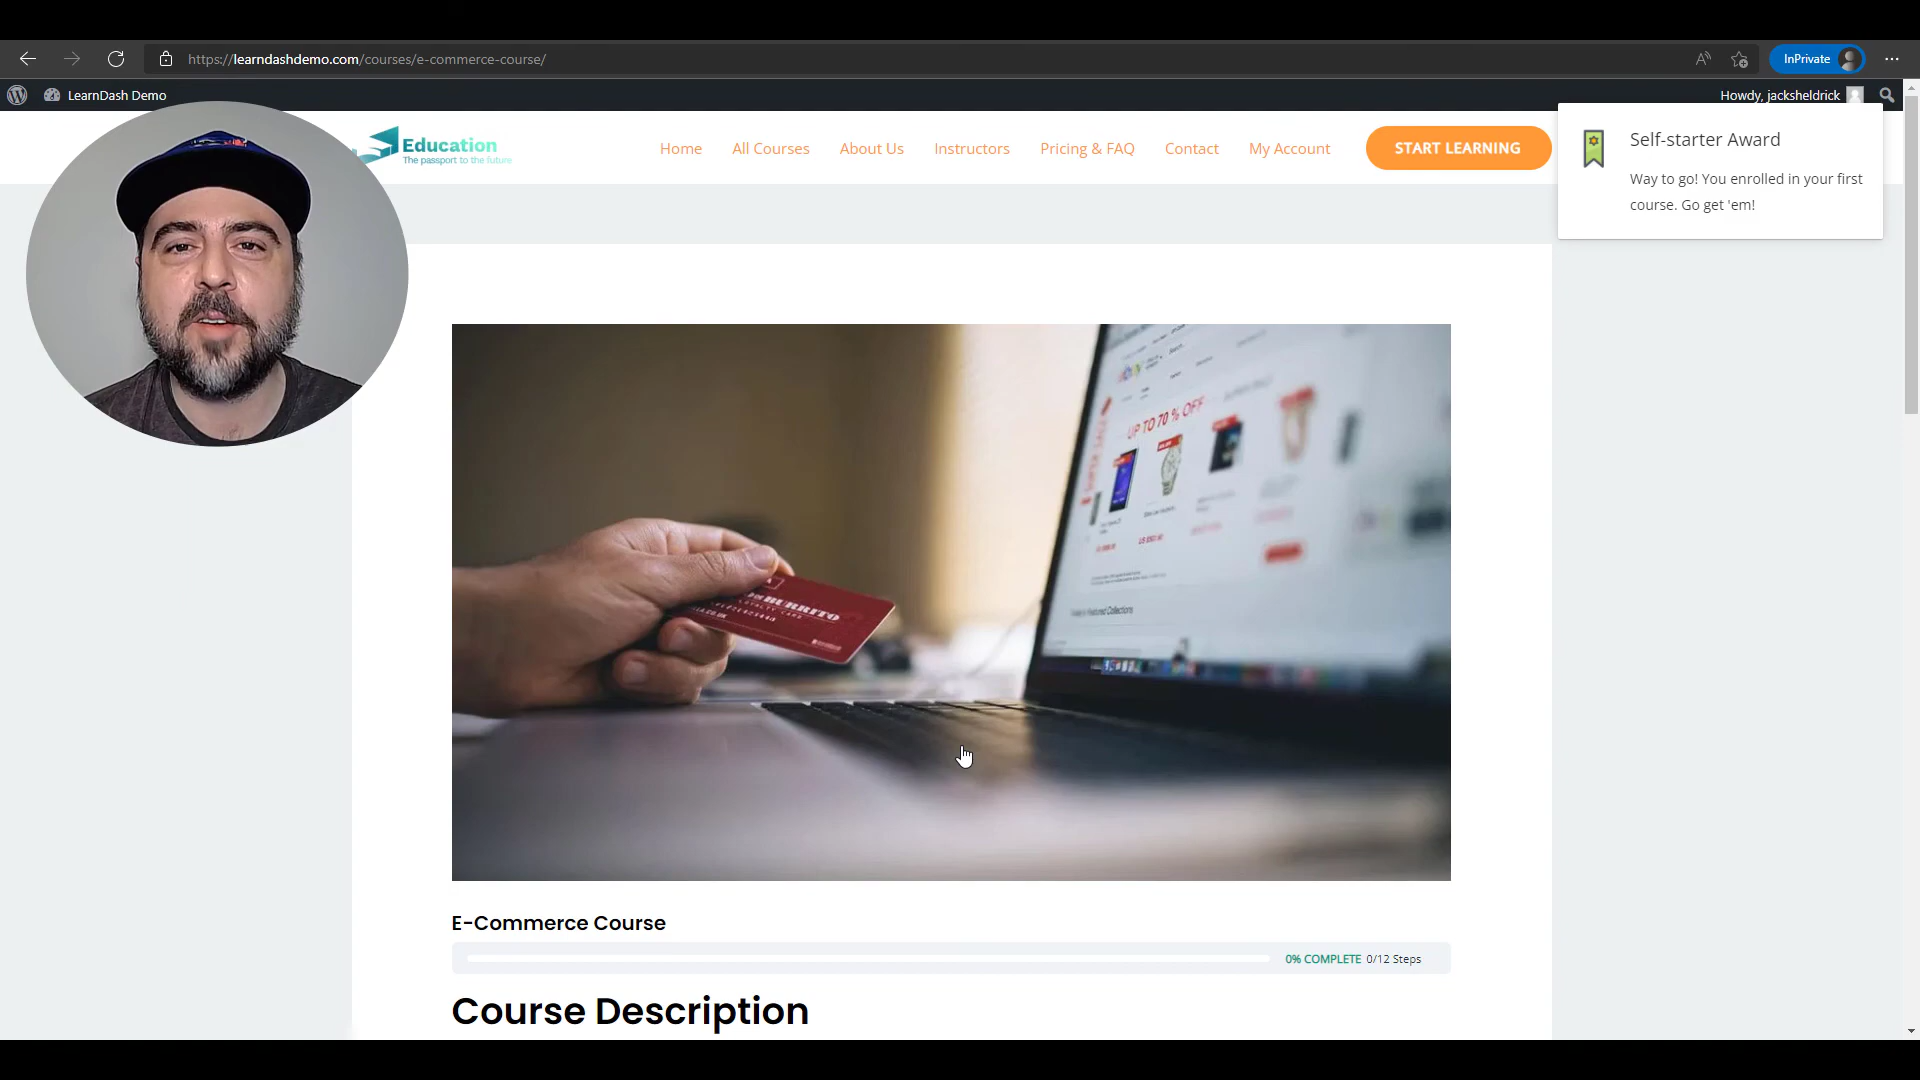 https://learndashdemo.com/courses/e-commerce-course/
InPrivate
LearnDash Demo
Howdy, jacksheldrick
Education
The passport to the future
Home
All Courses
About Us
Instructors
Pricing & FAQ
Contact
My Account
START LEARNING
Self-starter Award
Way to go! You enrolled in your first
course. Go get 'em!
UP TO 70 % OFF
BURRITO
LOYALTY CARD
E-Commerce Course
0% COMPLETE 0/12 Steps
Course Description